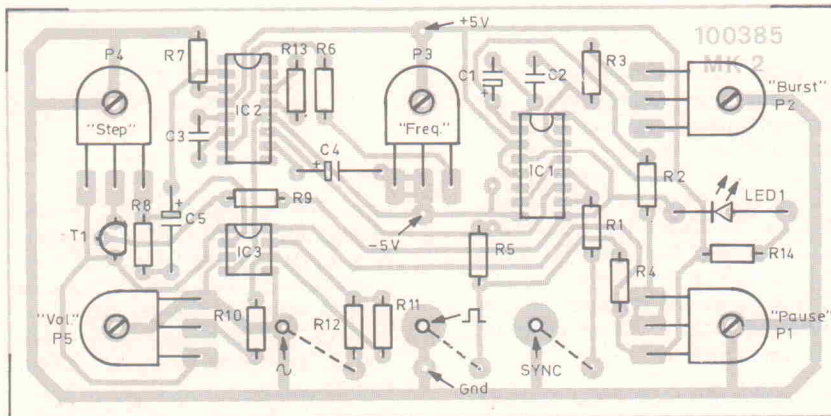 +5V
100385
MK 2
P4
R7
R13
R6
P3
R3
C1
C2
"Burst"
P2
IC2
"Step"
C3
"Freq."
IC1
C4
R2
LED1
R8
R9
C5
R1
T1
-5V
IC3
R5
R14
R4
"Vol."
P5
R10
R12
R11
"Pause"
P1
SYNC
Gnd